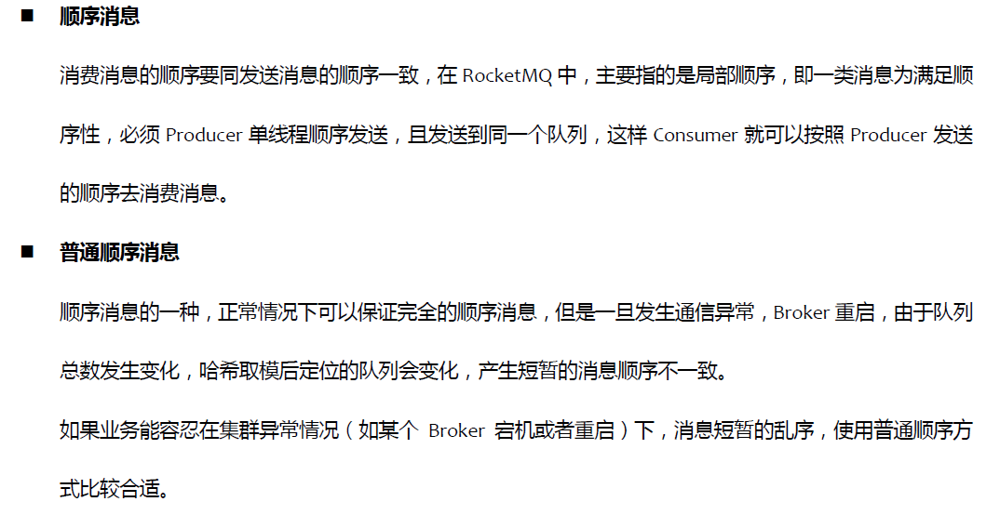 ■ 顺序消息
消费消息的顺序要同发送消息的顺序一致，在 RocketMQ 中，主要指的是局部顺序，即一类消息为满足顺
序性，必须 Producer 单线程顺序发送，且发送到同一个队列，这样 Consumer 就可以按照 Producer 发送
的顺序去消费消息。
■ 普通顺序消息
顺序消息的一种，正常情况下可以保证完全的顺序消息，但是一旦发生通信异常，Broker 重启，由于队列
总数发生变化，哈希取模后定位的队列会变化，产生短暂的消息顺序不一致。
如果业务能容忍在集群异常情况（如某个 Broker 宕机或者重启）下，消息短暂的乱序，使用普通顺序方
式比较合适。